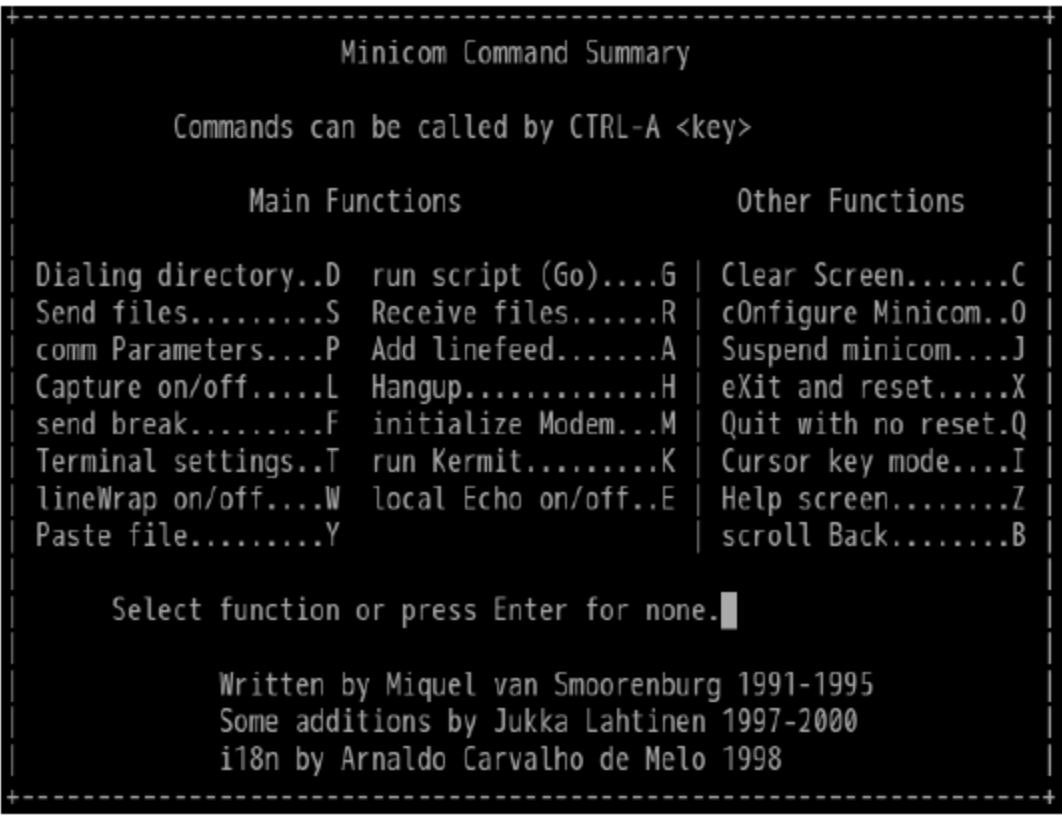 Minicom Command Summary
Commands can be called by CTRL-A <key>
Main Functions Other Functions
Dialing directory..D run script (Go)....G | Clear Screen.......C
Send files.........S Receive files......R | cOnfigure Minicom..O
comm Parameters....P Add linefeed.......A | Suspend minicom....J
Capture on/off.....L Hangup.............H | eXit and reset.....X
send break.........F initialize Modem...M | Quit with no reset.Q
Terminal settings..T run Kermit.........K | Cursor key mode....I
lineWrap on/off....W local Echo on/off..E | Help screen........Z
Paste file.........Y | scroll Back........B
Select function or press Enter for none.
Written by Miquel van Smoorenburg 1991-1995
Some additions by Jukka Lahtinen 1997-2000
i18n by Arnaldo Carvalho de Melo 1998